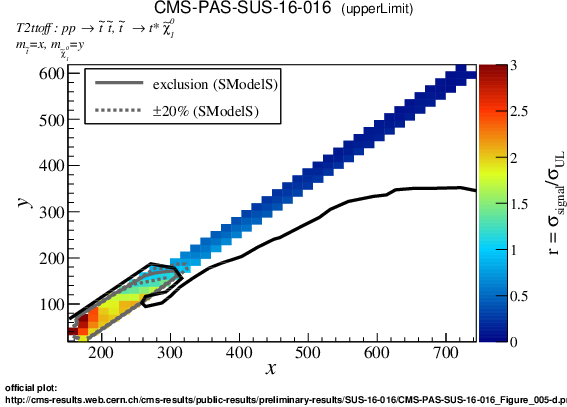 CMS-PAS-SUS-16-016 (upperLimit)
T2ttoff : pp → t̃ t̃, t̃ → t* χ̃⁰₁
m_t̃=x, m_χ̃⁰₁=y
exclusion (SModelS)
±20% (SModelS)
600
500
400
300
200
100
y
200 300 400 500 600 700
x
3
2.5
2
1.5
1
0.5
0
r = σ_signal/σ_UL
official plot:
http://cms-results.web.cern.ch/cms-results/public-results/preliminary-results/SUS-16-016/CMS-PAS-SUS-16-016_Figure_005-d.p